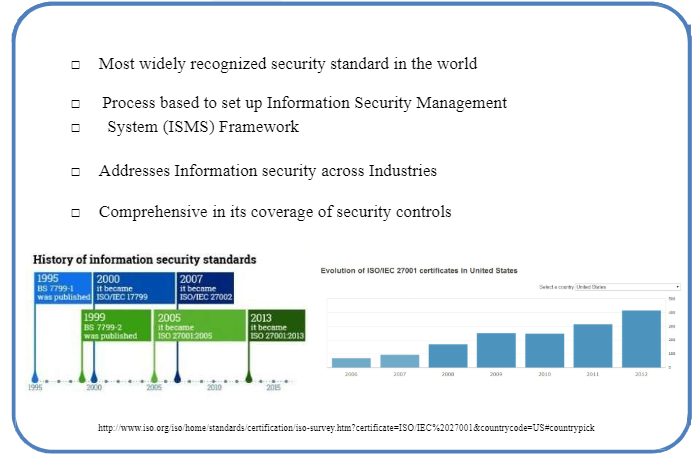 □ Most widely recognized security standard in the world
□ Process based to set up Information Security Management
□ System (ISMS) Framework
□ Addresses Information security across Industries
□ Comprehensive in its coverage of security controls
History of information security standards
1995
BS 7799-1
was published
2000
it became
ISO/IEC 17799
2007
it became
ISO/IEC 27002
1999
BS 7799-2
was published
2005
it became
ISO 27001:2005
2013
it became
ISO 27001:2013
1995 2000 2005 2010 2015
Evolution of ISO/IEC 27001 certificates in United States
Select a country United States
500
400
300
200
100
0
2006 2007 2008 2009 2010 2011 2012
http://www.iso.org/iso/home/standards/certification/iso-survey.htm?certificate=ISO/IEC%2027001&countrycode=US#countrypick